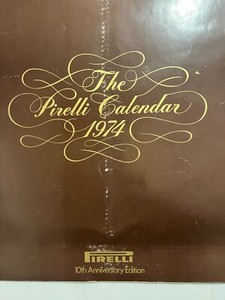 The
Pirelli Calendar
1974
PIRELLI
10th Anniversary Edition